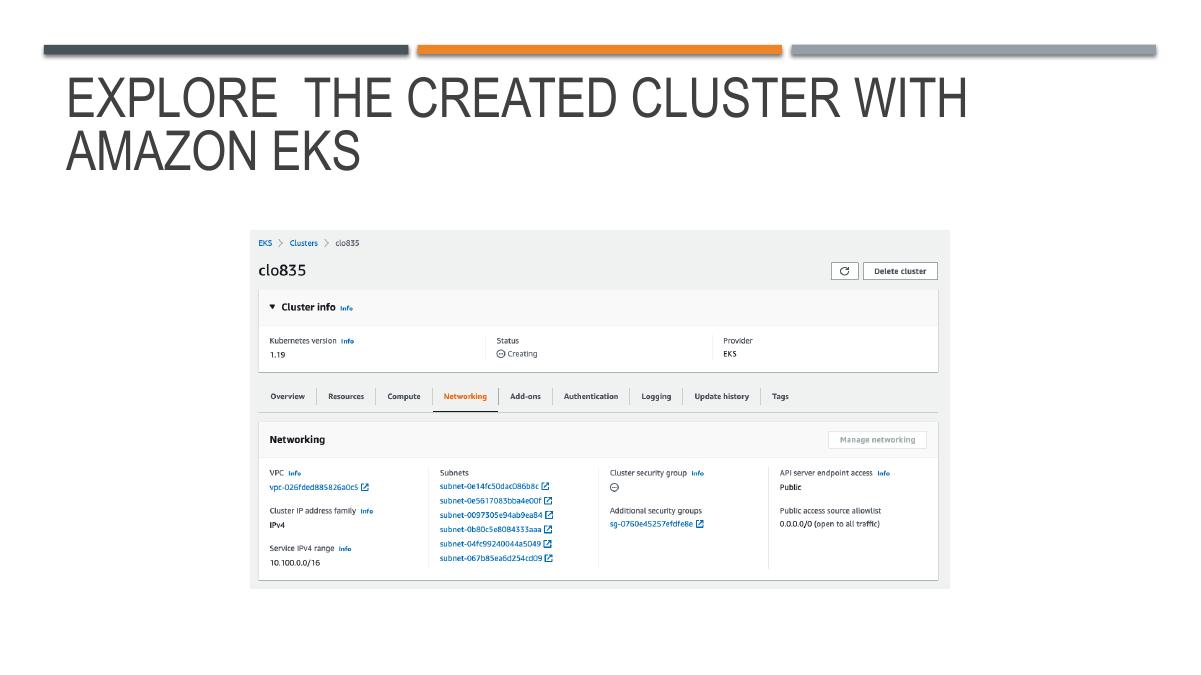 EXPLORE THE CREATED CLUSTER WITH
AMAZON EKS
EKS > Clusters > clo835
clo835
Delete cluster
Cluster info Info
Kubernetes version Info
1.19
Status
Creating
Provider
EKS
Overview Resources Compute Networking Add-ons Authentication Logging Update history Tags
Networking
Manage networking
VPC Info
vpc-026fded885826a0c5
Cluster IP address family Info
IPv4
Service IPv4 range Info
10.100.0.0/16
Subnets
subnet-0e14fc50dac086b8c
subnet-0e5617083bba4e00f
subnet-0097305e94ab9ea84
subnet-0b80c5e8084333aaa
subnet-04fc99240044a5049
subnet-067b85ea6d254cd09
Cluster security group Info
Additional security groups
sg-0760e45257efdfe8e
API server endpoint access Info
Public
Public access source allowlist
0.0.0.0/0 (open to all traffic)